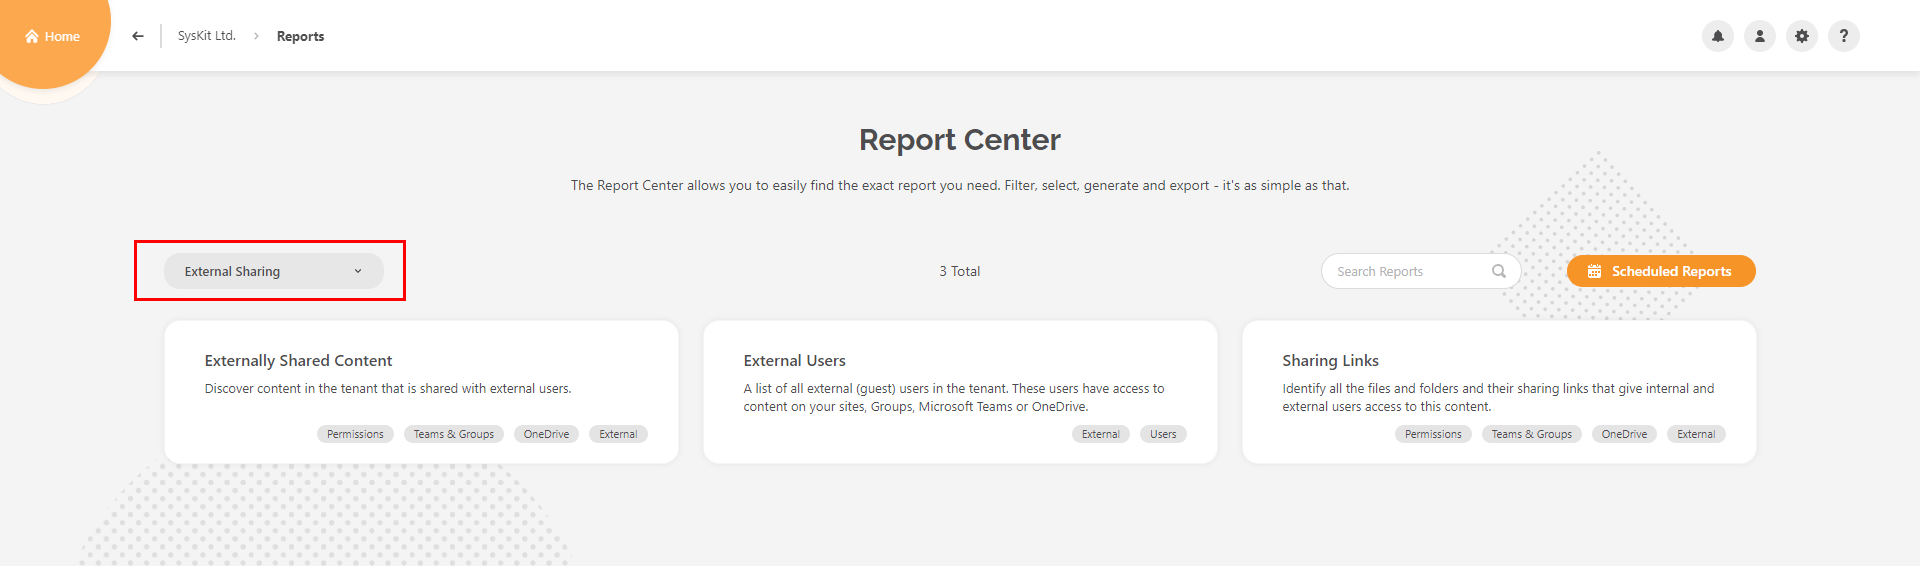 Home
SysKit Ltd. > Reports
?
Report Center
The Report Center allows you to easily find the exact report you need. Filter, select, generate and export - it's as simple as that.
External Sharing
3 Total
Search Reports
Scheduled Reports
Externally Shared Content
Discover content in the tenant that is shared with external users.
Permissions
Teams & Groups
OneDrive
External
External Users
A list of all external (guest) users in the tenant. These users have access to
content on your sites, Groups, Microsoft Teams or OneDrive.
External
Users
Sharing Links
Identify all the files and folders and their sharing links that give internal and
external users access to this content.
Permissions
Teams & Groups
OneDrive
External